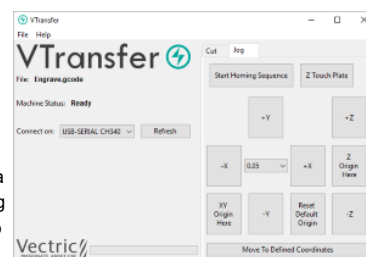 VTransfer
File Help
VTransfer
File: Engrave.gcode
Machine Status: Ready
Connect on: USB-SERIAL CH340 Refresh
Cut Jog
Start Homing Sequence Z Touch Plate
+Y +Z
-X 0.05 +X Z Origin Here
XY Origin Here -Y Reset Default Origin -Z
Move To Defined Coordinates
a
g
Vectric